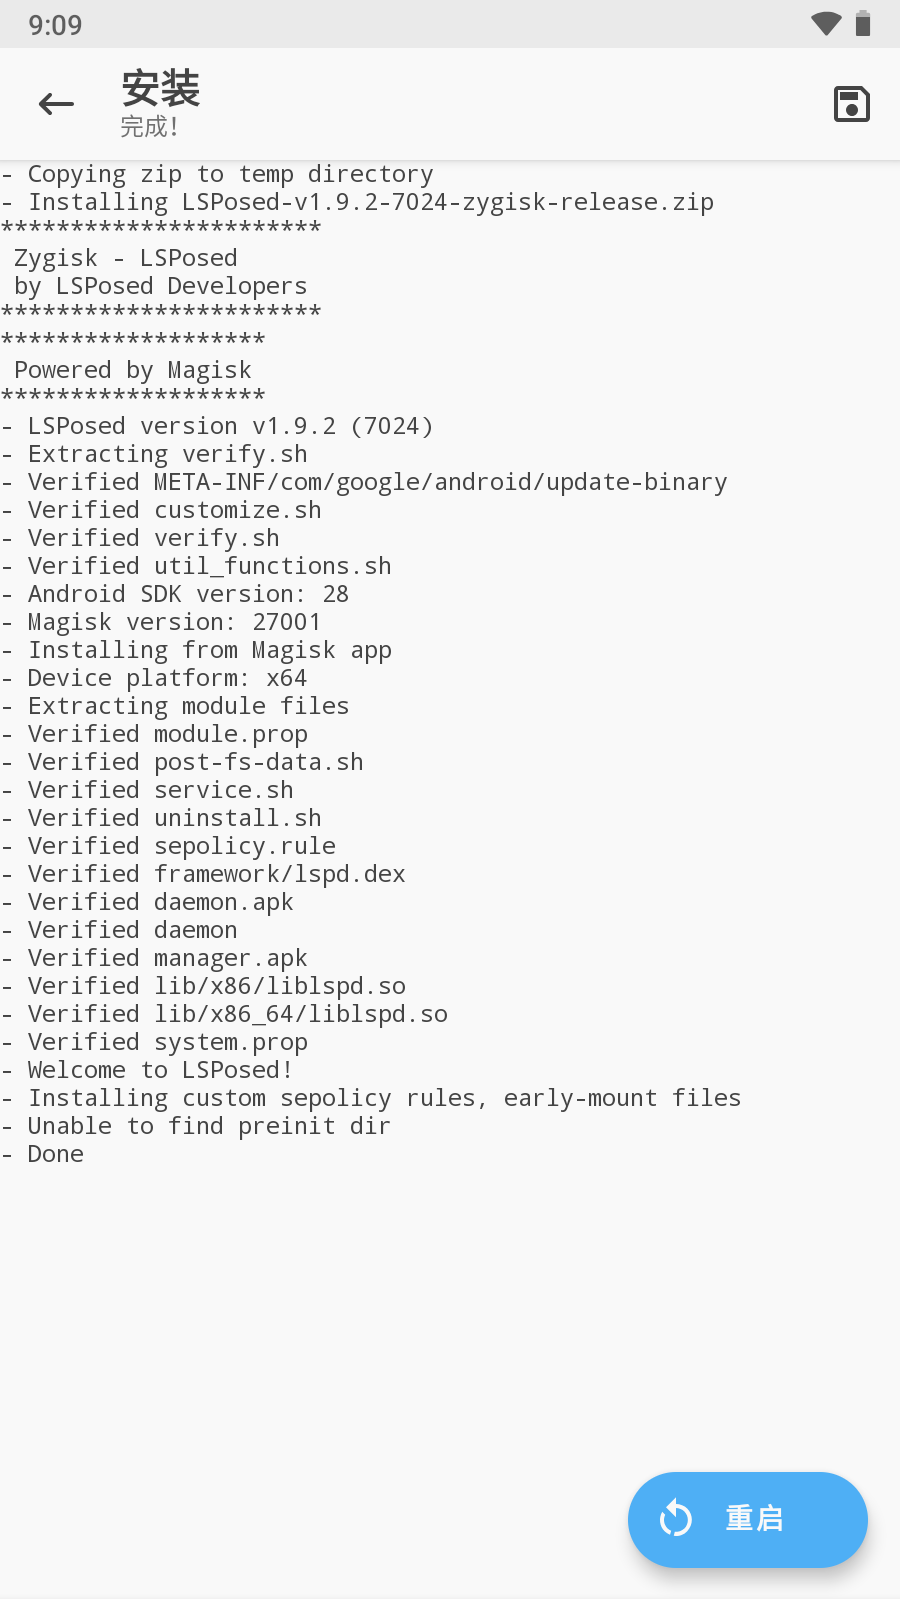 9:09
安装
完成！
- Copying zip to temp directory
- Installing LSPosed-v1.9.2-7024-zygisk-release.zip
***********************
Zygisk - LSPosed
by LSPosed Developers
***********************
*******************
Powered by Magisk
*******************
- LSPosed version v1.9.2 (7024)
- Extracting verify.sh
- Verified META-INF/com/google/android/update-binary
- Verified customize.sh
- Verified verify.sh
- Verified util_functions.sh
- Android SDK version: 28
- Magisk version: 27001
- Installing from Magisk app
- Device platform: x64
- Extracting module files
- Verified module.prop
- Verified post-fs-data.sh
- Verified service.sh
- Verified uninstall.sh
- Verified sepolicy.rule
- Verified framework/lspd.dex
- Verified daemon.apk
- Verified daemon
- Verified manager.apk
- Verified lib/x86/liblspd.so
- Verified lib/x86_64/liblspd.so
- Verified system.prop
- Welcome to LSPosed!
- Installing custom sepolicy rules, early-mount files
- Unable to find preinit dir
- Done
重启